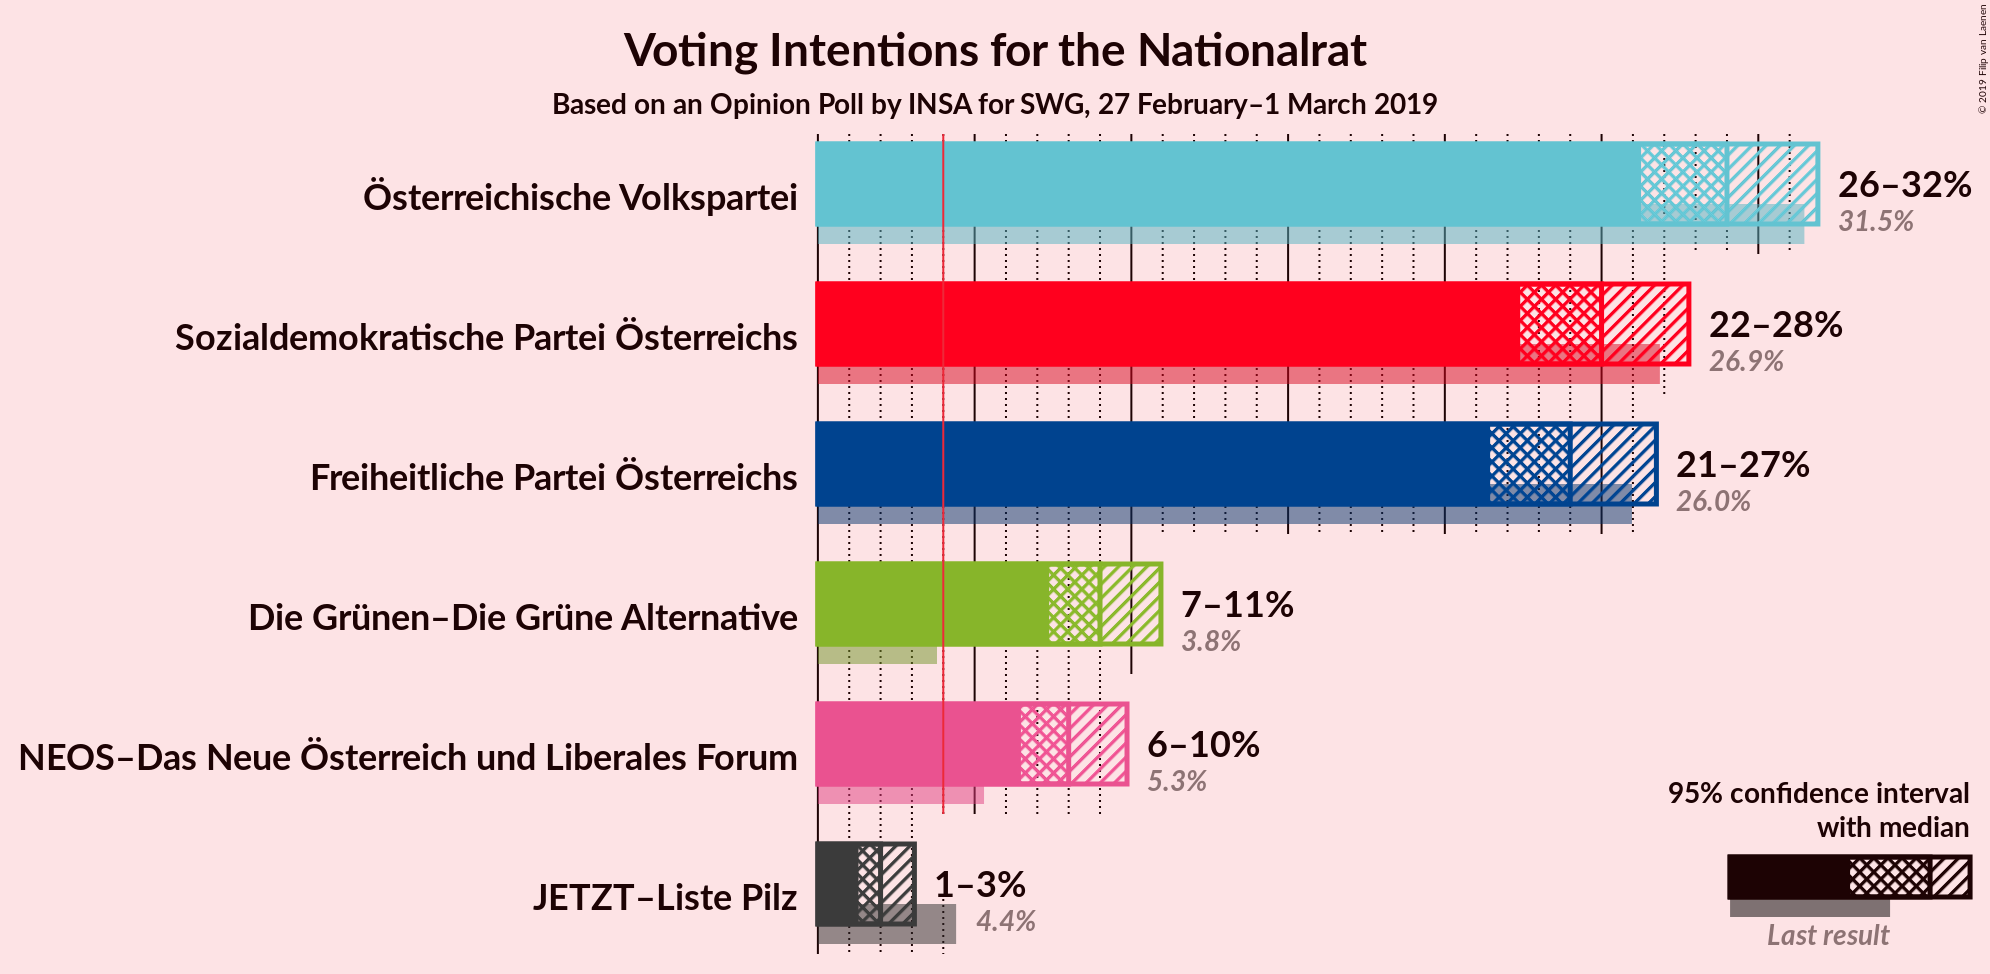 Voting Intentions for the Nationalrat
Based on an Opinion Poll by INSA for SWG, 27 February–1 March 2019
© 2019 Filip van Laenen
Österreichische Volkspartei
26–32%
31.5%
Sozialdemokratische Partei Österreichs
22–28%
26.9%
Freiheitliche Partei Österreichs
21–27%
26.0%
Die Grünen–Die Grüne Alternative
7–11%
3.8%
NEOS–Das Neue Österreich und Liberales Forum
6–10%
5.3%
JETZT–Liste Pilz
1–3%
4.4%
95% confidence interval
with median
Last result